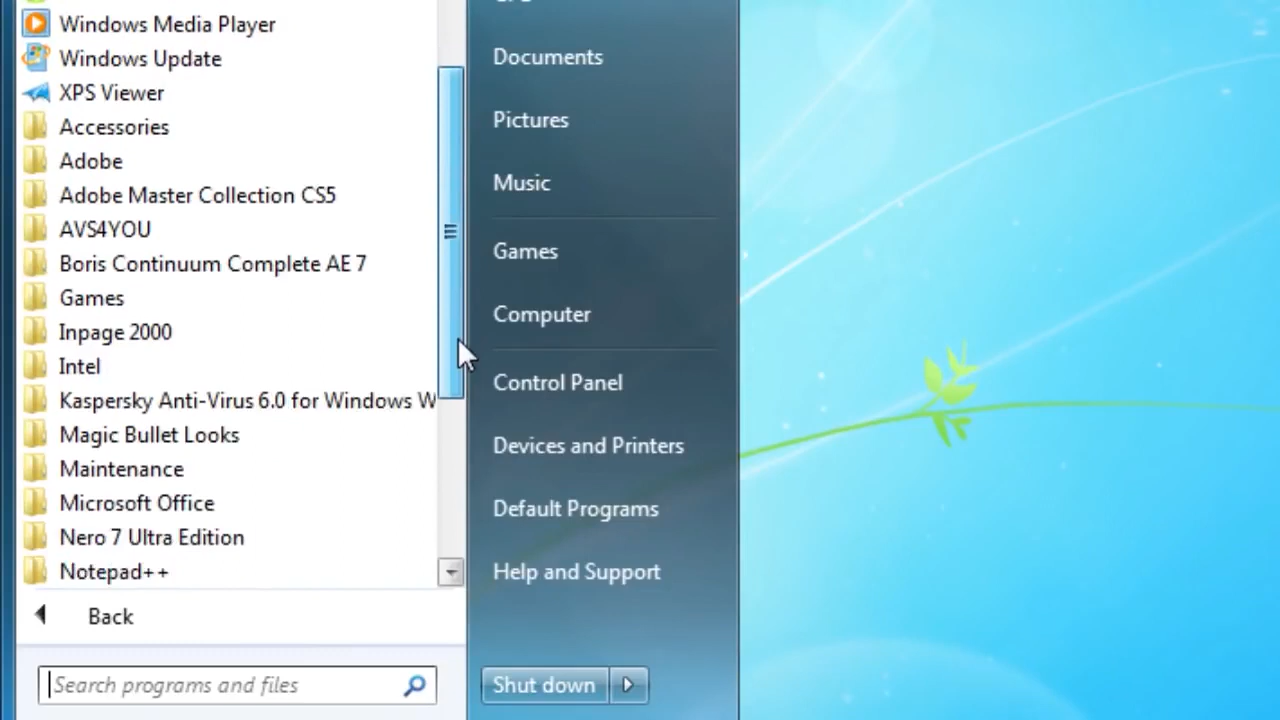 Windows Media Player
Windows Update
XPS Viewer
Accessories
Adobe
Adobe Master Collection CS5
AVS4YOU
Boris Continuum Complete AE 7
Games
Inpage 2000
Intel
Kaspersky Anti-Virus 6.0 for Windows W
Magic Bullet Looks
Maintenance
Microsoft Office
Nero 7 Ultra Edition
Notepad++
Back
Search programs and files
Documents
Pictures
Music
Games
Computer
Control Panel
Devices and Printers
Default Programs
Help and Support
Shut down